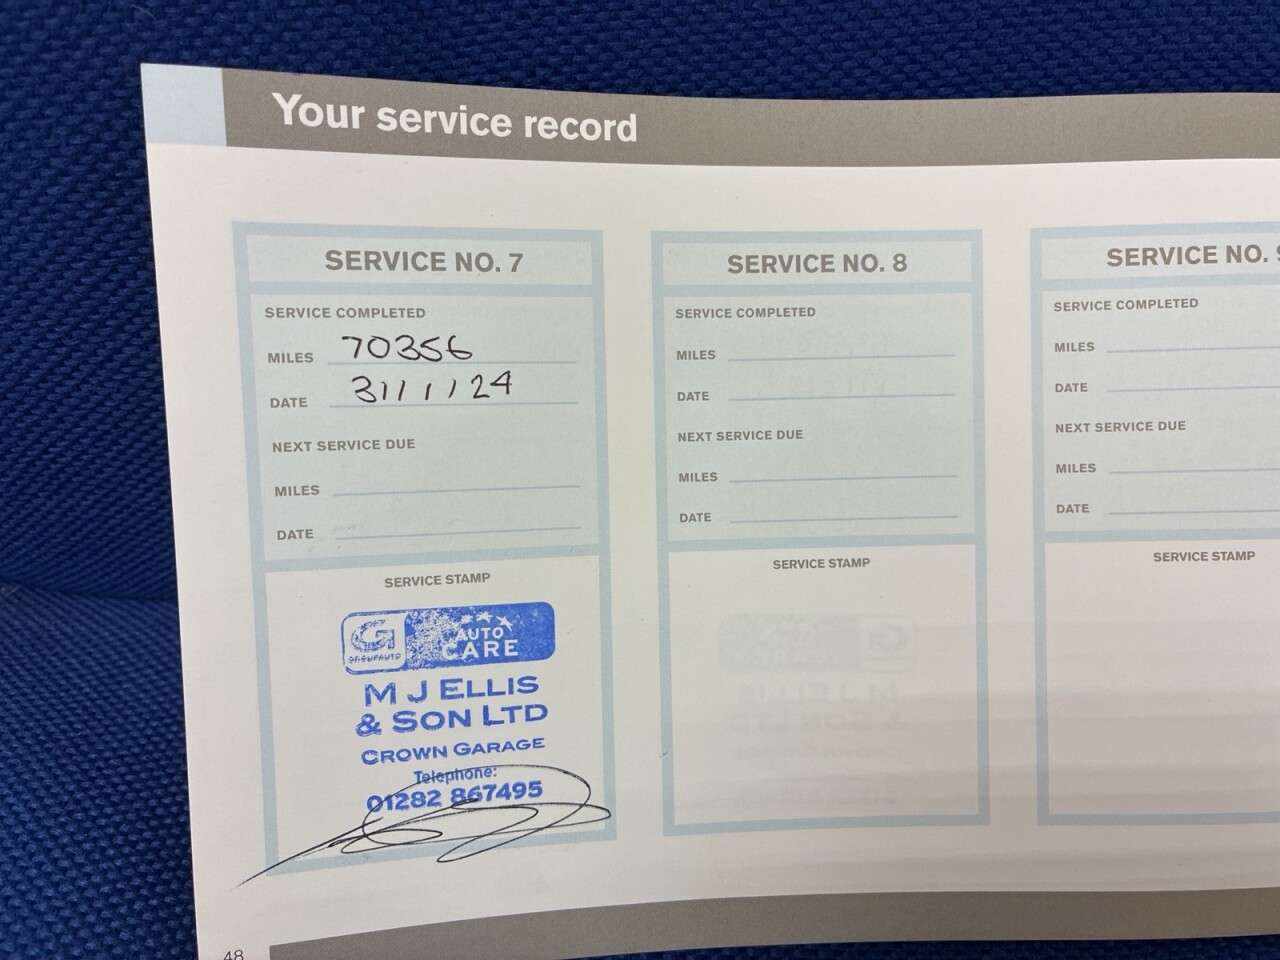 Your service record
SERVICE NO. 7
SERVICE COMPLETED
MILES 70356
DATE 31/1/24
NEXT SERVICE DUE
MILES
DATE
SERVICE STAMP
G AUTO
GROUPAUTO CARE
M J ELLIS
& SON LTD
CROWN GARAGE
Telephone:
01282 867495
SERVICE NO. 8
SERVICE COMPLETED
MILES
DATE
NEXT SERVICE DUE
MILES
DATE
SERVICE STAMP
SERVICE NO. 9
SERVICE COMPLETED
MILES
DATE
NEXT SERVICE DUE
MILES
DATE
SERVICE STAMP
48